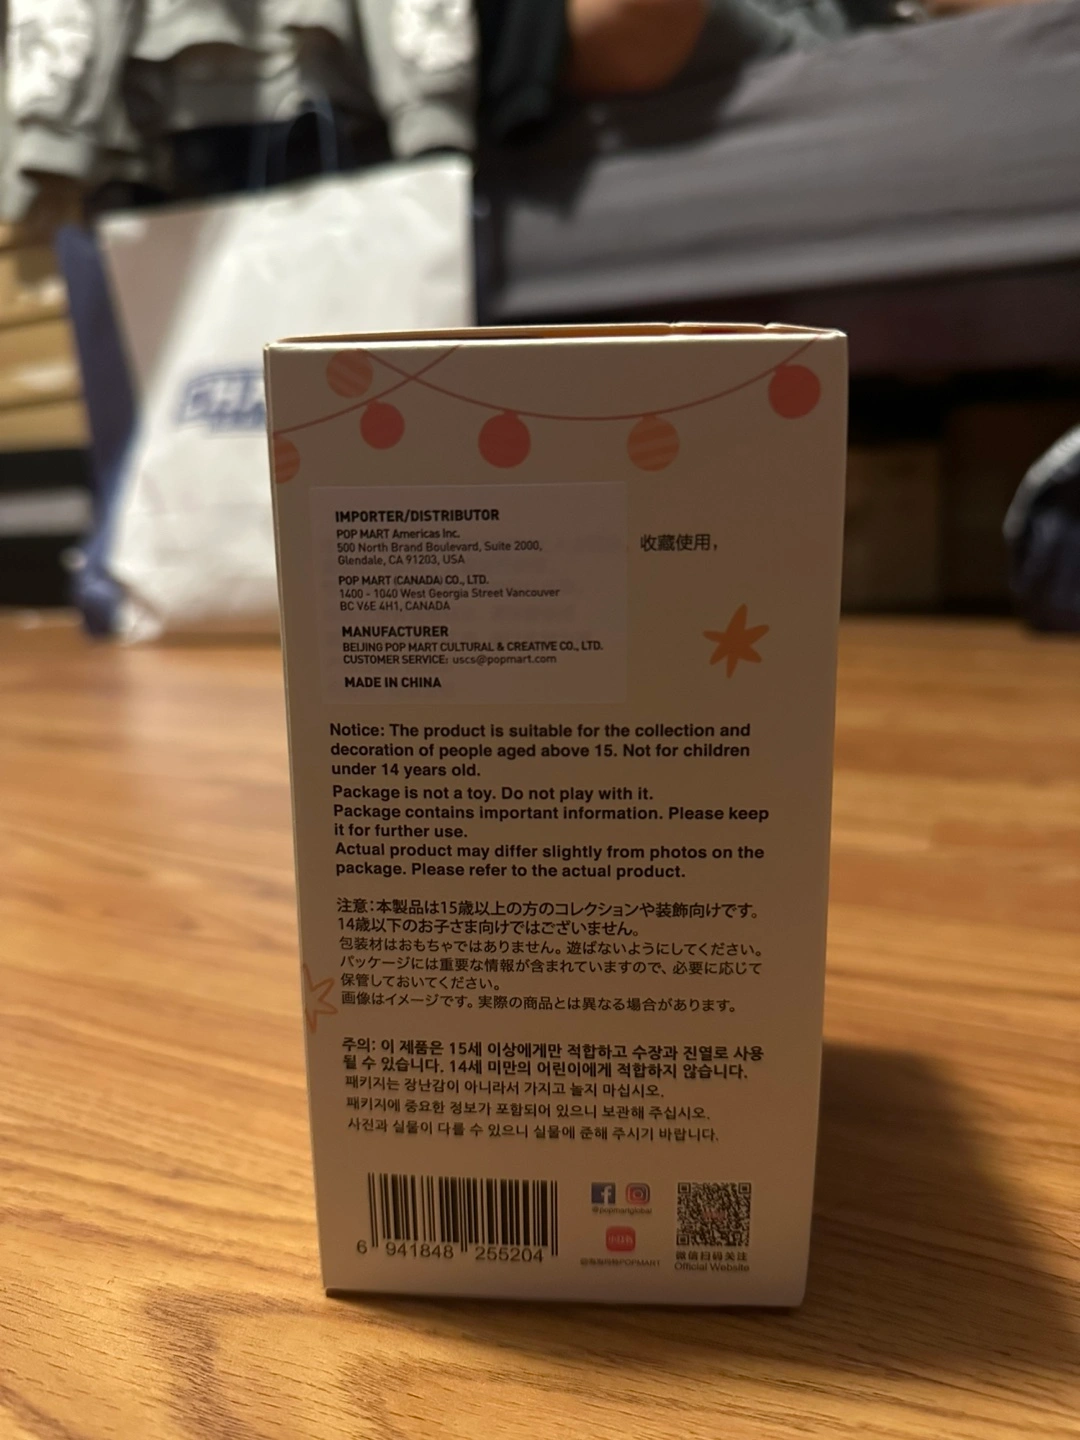 IMPORTER/DISTRIBUTOR
POP MART Americas Inc.
500 North Brand Boulevard, Suite 2000,
Glendale, CA 91203, USA
POP MART (CANADA) CO., LTD.
1400 - 1040 West Georgia Street Vancouver
BC V6E 4H1, CANADA
MANUFACTURER
BEIJING POP MART CULTURAL & CREATIVE CO., LTD.
CUSTOMER SERVICE: uscs@popmart.com
MADE IN CHINA
收藏使用，
Notice: The product is suitable for the collection and
decoration of people aged above 15. Not for children
under 14 years old.
Package is not a toy. Do not play with it.
Package contains important information. Please keep
it for further use.
Actual product may differ slightly from photos on the
package. Please refer to the actual product.
注意：本製品は15歳以上の方のコレクションや装飾向けです。
14歳以下のお子さま向けではございません。
包装材はおもちゃではありません。遊ばないようにしてください。
パッケージには重要な情報が含まれていますので、必要に応じて
保管しておいてください。
画像はイメージです。実際の商品とは異なる場合があります。
주의: 이 제품은 15세 이상에게만 적합하고 수장과 진열로 사용
될 수 있습니다. 14세 미만의 어린이에게 적합하지 않습니다.
패키지는 장난감이 아니라서 가지고 놀지 마십시오.
패키지에 중요한 정보가 포함되어 있으니 보관해 주십시오.
사진과 실물이 다를 수 있으니 실물에 준해 주시기 바랍니다.
6 941848 255204
@popmartglobal
小红书
POPMART
微信扫码关注
Official Website